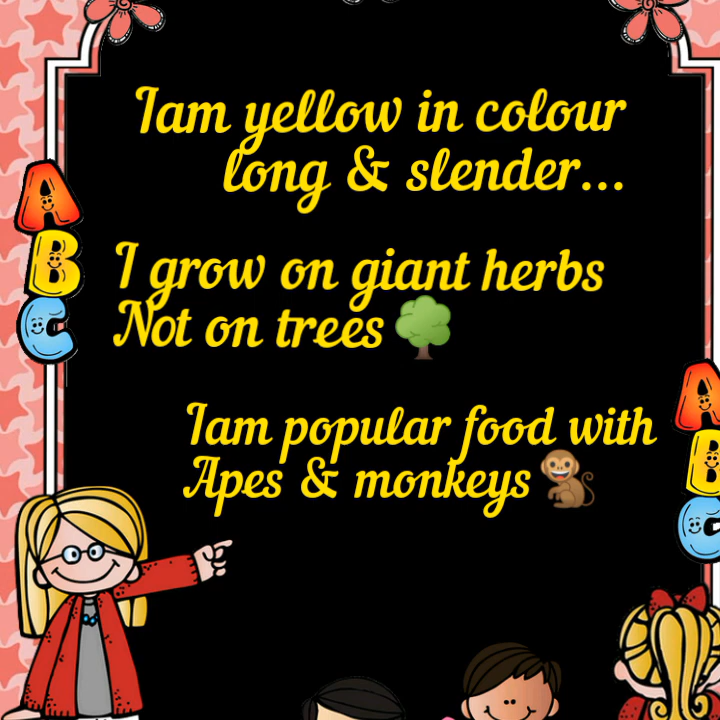 Iam yellow in colour
long & slender...
I grow on giant herbs
Not on trees
Iam popular food with
Apes & monkeys
A
B
C
A
B
C